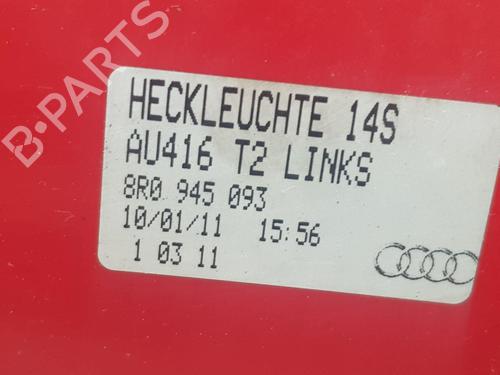 B-PARTS
HECKLEUCHTE 14S
AU416 T2 LINKS
8R0 945 093
10/01/11 15:56
1 03 11